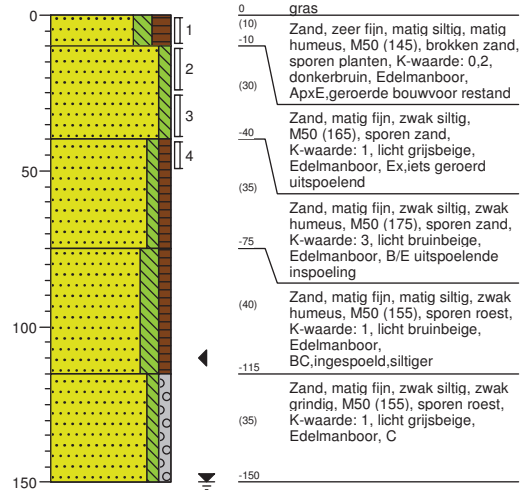 0
50
100
150
1
2
3
4
0
gras
(10)
Zand, zeer fijn, matig siltig, matig
humeus, M50 (145), brokken zand,
sporen planten, K-waarde: 0,2,
donkerbruin, Edelmanboor,
ApxE,geroerde bouwvoor restand
-10
(30)
Zand, matig fijn, zwak siltig,
M50 (165), sporen zand,
K-waarde: 1, licht grijsbeige,
Edelmanboor, Ex,iets geroerd
uitspoelend
-40
(35)
Zand, matig fijn, zwak siltig, zwak
humeus, M50 (175), sporen zand,
K-waarde: 3, licht bruinbeige,
Edelmanboor, B/E uitspoelende
inspoeling
-75
(40)
Zand, matig fijn, matig siltig, zwak
humeus, M50 (155), sporen roest,
K-waarde: 1, licht bruinbeige,
Edelmanboor,
BC,ingespoeld,siltiger
-115
(35)
Zand, matig fijn, zwak siltig, zwak
grindig, M50 (155), sporen roest,
K-waarde: 1, licht grijsbeige,
Edelmanboor, C
-150